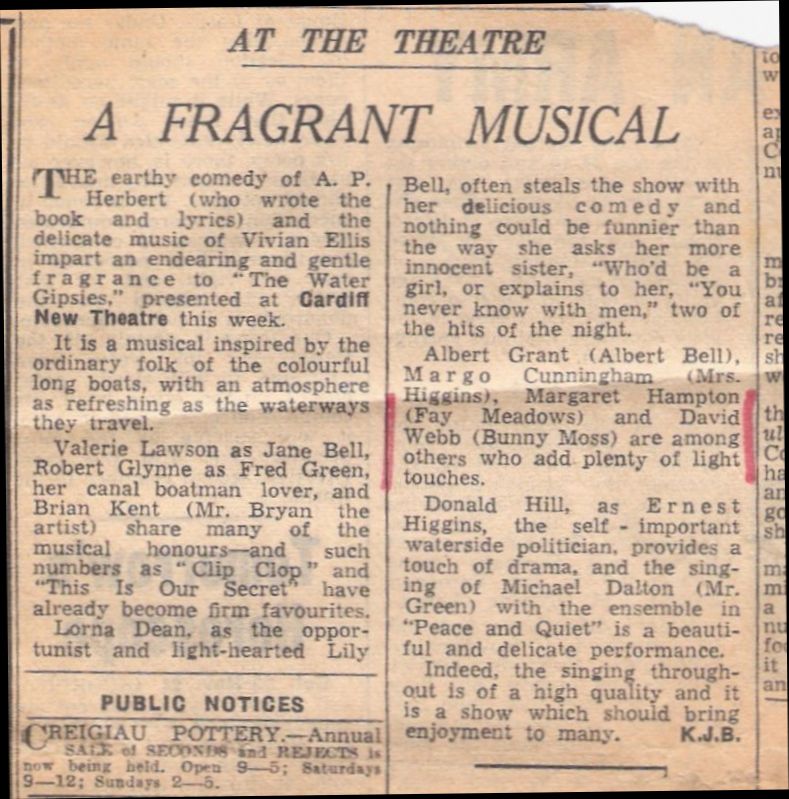 AT THE THEATRE
A FRAGRANT MUSICAL
THE earthy comedy of A. P.
Herbert (who wrote the
book and lyrics) and the
delicate music of Vivian Ellis
impart an endearing and gentle
fragrance to "The Water
Gipsies," presented at Cardiff
New Theatre this week.
It is a musical inspired by the
ordinary folk of the colourful
long boats, with an atmosphere
as refreshing as the waterways
they travel.
Valerie Lawson as Jane Bell,
Robert Glynne as Fred Green,
her canal boatman lover, and
Brian Kent (Mr. Bryan the
artist) share many of the
musical honours—and such
numbers as "Clip Clop" and
"This Is Our Secret" have
already become firm favourites.
Lorna Dean, as the oppor-
tunist and light-hearted Lily
Bell, often steals the show with
her delicious comedy and
nothing could be funnier than
the way she asks her more
innocent sister, "Who'd be a
girl, or explains to her, "You
never know with men," two of
the hits of the night.
Albert Grant (Albert Bell),
Margo Cunningham (Mrs.
Higgins), Margaret Hampton
(Fay Meadows) and David
Webb (Bunny Moss) are among
others who add plenty of light
touches.
Donald Hill, as Ernest
Higgins, the self-important
waterside politician, provides a
touch of drama, and the sing-
ing of Michael Dalton (Mr.
Green) with the ensemble in
"Peace and Quiet" is a beauti-
ful and delicate performance.
Indeed, the singing through-
out is of a high quality and it
is a show which should bring
enjoyment to many. K.J.B.
PUBLIC NOTICES
CREIGIAU POTTERY.—Annual
SALE of SECONDS and REJECTS is
now being held. Open 9—5; Saturdays
9—12; Sundays 2—5.